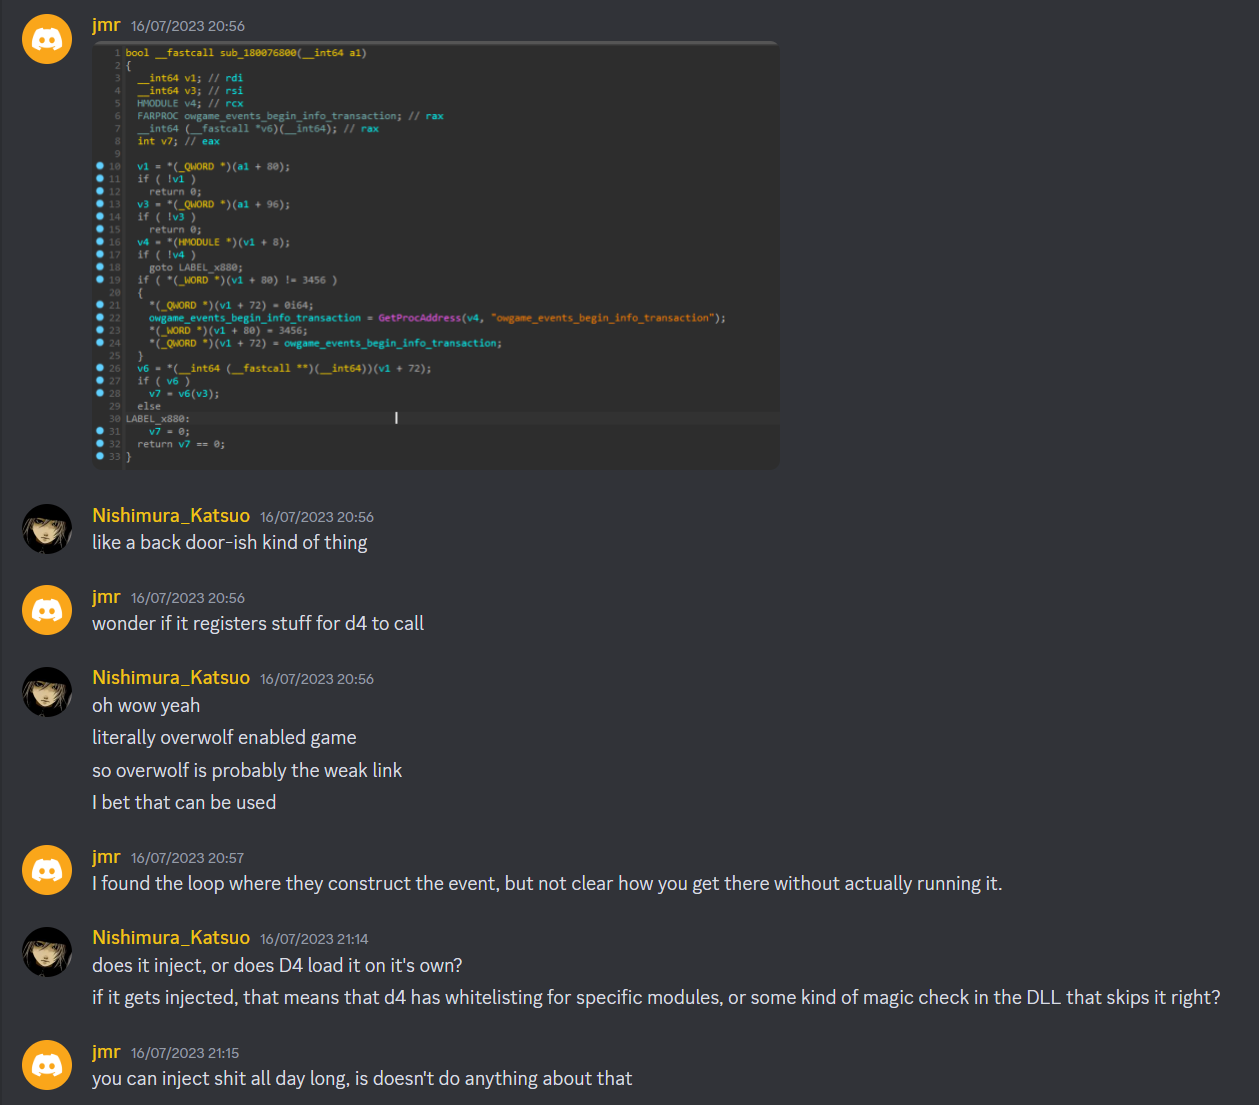 jmr 16/07/2023 20:56
1 bool __fastcall sub_180076800(__int64 a1)
2 {
3 __int64 v1; // rdi
4 __int64 v3; // rsi
5 HMODULE v4; // rcx
6 FARPROC owgame_events_begin_info_transaction; // rax
7 __int64 (__fastcall *v6)(__int64); // rax
8 int v7; // eax
9
10 v1 = *(_QWORD *)(a1 + 80);
11 if ( !v1 )
12 return 0;
13 v3 = *(_QWORD *)(a1 + 96);
14 if ( !v3 )
15 return 0;
16 v4 = *(HMODULE *)(v1 + 8);
17 if ( !v4 )
18 goto LABEL_x880;
19 if ( *(_WORD *)(v1 + 80) != 3456 )
20 {
21 *(_QWORD *)(v1 + 72) = 0i64;
22 owgame_events_begin_info_transaction = GetProcAddress(v4, "owgame_events_begin_info_transaction");
23 *(_WORD *)(v1 + 80) = 3456;
24 *(_QWORD *)(v1 + 72) = owgame_events_begin_info_transaction;
25 }
26 v6 = *(__int64 (__fastcall **)(__int64))(v1 + 72);
27 if ( v6 )
28 v7 = v6(v3);
29 else
30 LABEL_x880:
31 v7 = 0;
32 return v7 == 0;
33 }
Nishimura_Katsuo 16/07/2023 20:56
like a back door-ish kind of thing
jmr 16/07/2023 20:56
wonder if it registers stuff for d4 to call
Nishimura_Katsuo 16/07/2023 20:56
oh wow yeah
literally overwolf enabled game
so overwolf is probably the weak link
I bet that can be used
jmr 16/07/2023 20:57
I found the loop where they construct the event, but not clear how you get there without actually running it.
Nishimura_Katsuo 16/07/2023 21:14
does it inject, or does D4 load it on it's own?
if it gets injected, that means that d4 has whitelisting for specific modules, or some kind of magic check in the DLL that skips it right?
jmr 16/07/2023 21:15
you can inject shit all day long, is doesn't do anything about that